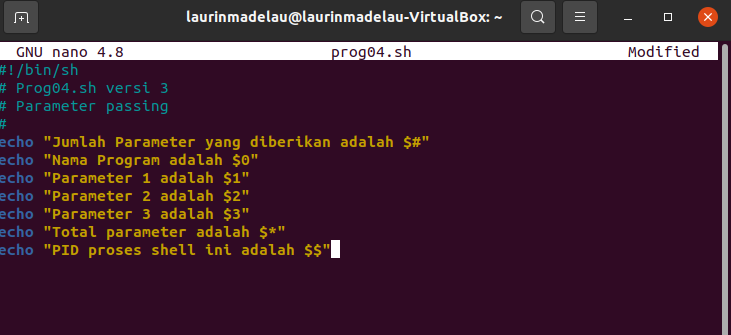 laurinmadelau@laurinmadelau-VirtualBox: ~
GNU nano 4.8 prog04.sh Modified
#!/bin/sh
# Prog04.sh versi 3
# Parameter passing
#
echo "Jumlah Parameter yang diberikan adalah $#"
echo "Nama Program adalah $0"
echo "Parameter 1 adalah $1"
echo "Parameter 2 adalah $2"
echo "Parameter 3 adalah $3"
echo "Total parameter adalah $*"
echo "PID proses shell ini adalah $$"